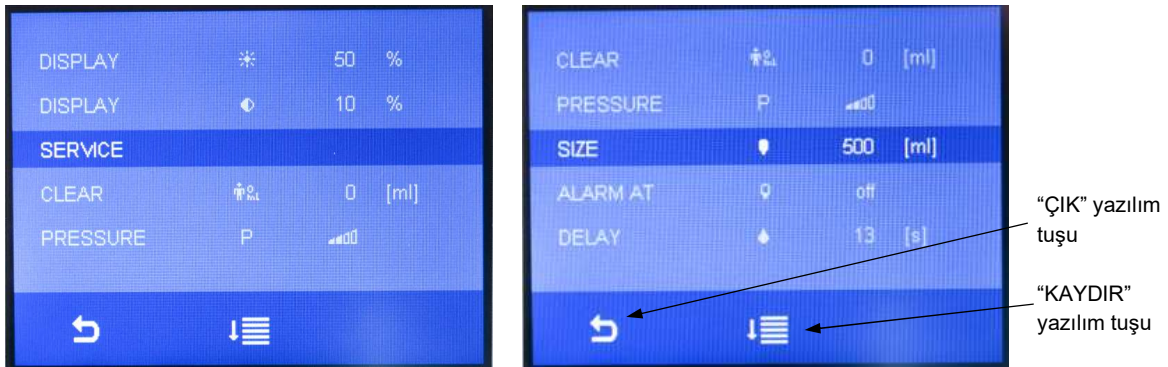 DISPLAY 50 %
DISPLAY 10 %
SERVICE
CLEAR 0 [ml]
PRESSURE P
CLEAR 0 [ml]
PRESSURE P
SIZE 500 [ml]
ALARM AT off
DELAY 13 [s]
“ÇIK” yazılım
tuşu
“KAYDIR”
yazılım tuşu